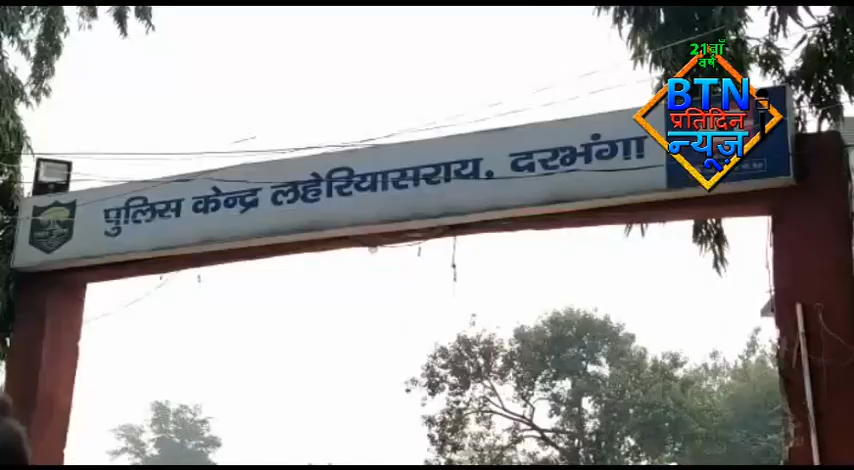 21वाँ
वर्ष
BTN
प्रतिदिन
न्यूज़
पुलिस केन्द्र लहेरियासराय, दरभंगा